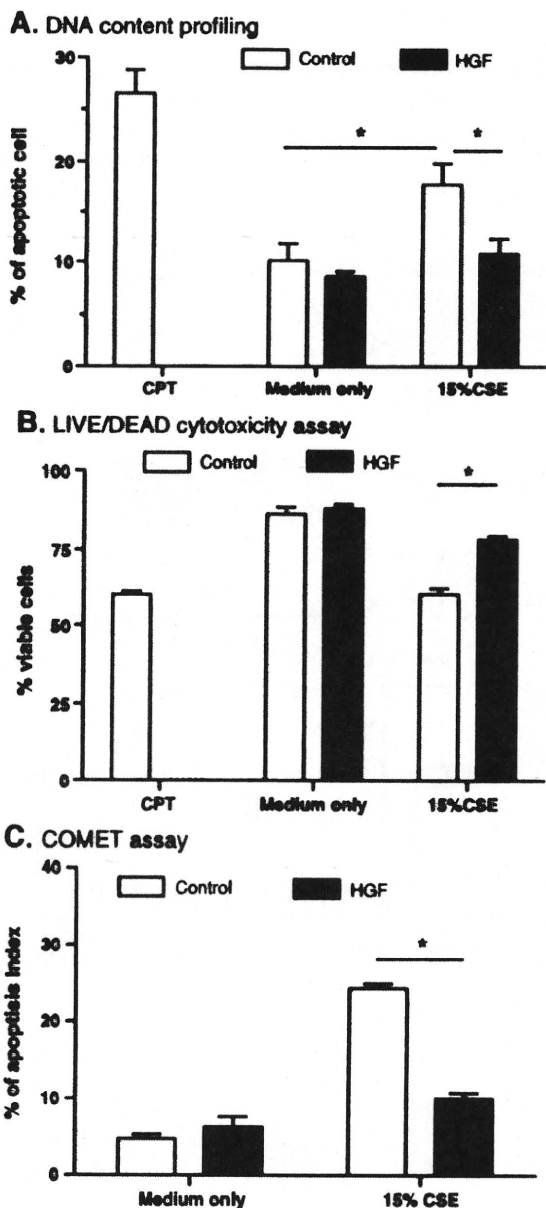 A. DNA content profiling
Control HGF
% of apoptotic cell
30
20
10
0
* *
CPT Medium only 15%CSE
B. LIVE/DEAD cytotoxicity assay
Control HGF
% viable cells
100
75
50
25
0
*
CPT Medium only 15%CSE
C. COMET assay
Control HGF
% of apoptisis index
40
30
20
10
0
*
Medium only 15% CSE